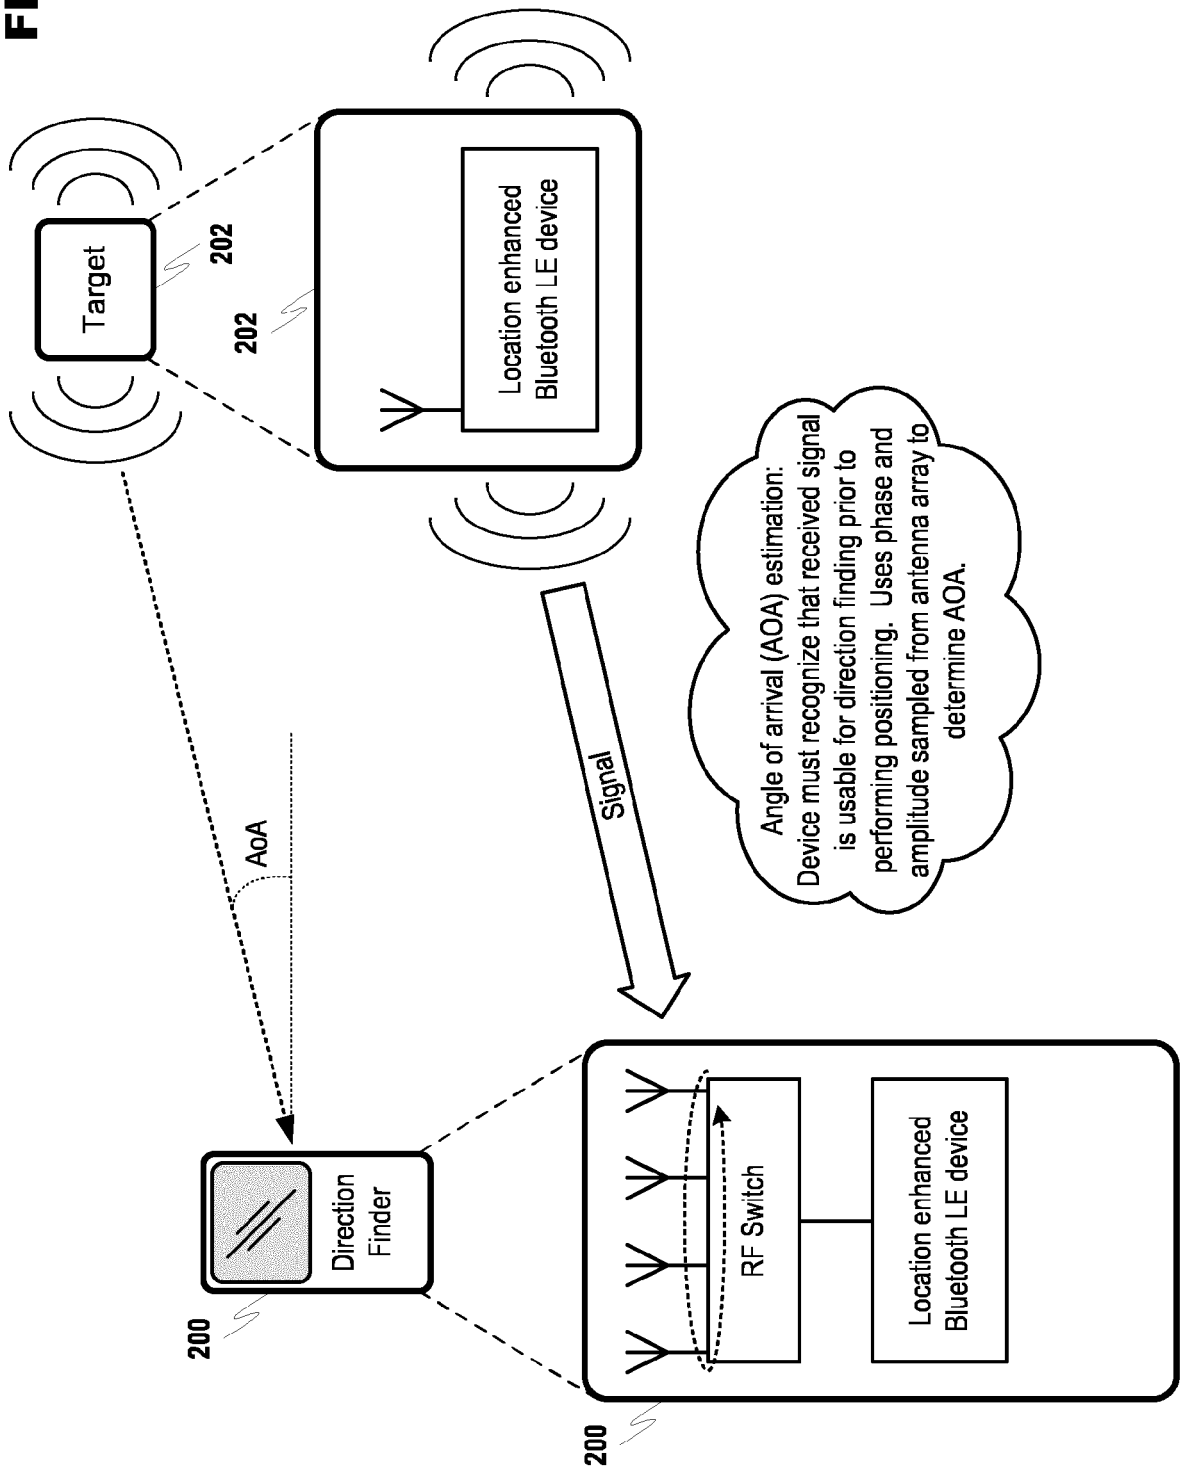 FI
Target
202
202
Location enhanced
Bluetooth LE device
AoA
Signal
Angle of arrival (AOA) estimation:
Device must recognize that received signal
is usable for direction finding prior to
performing positioning. Uses phase and
amplitude sampled from antenna array to
determine AOA.
Direction
Finder
200
RF Switch
Location enhanced
Bluetooth LE device
200